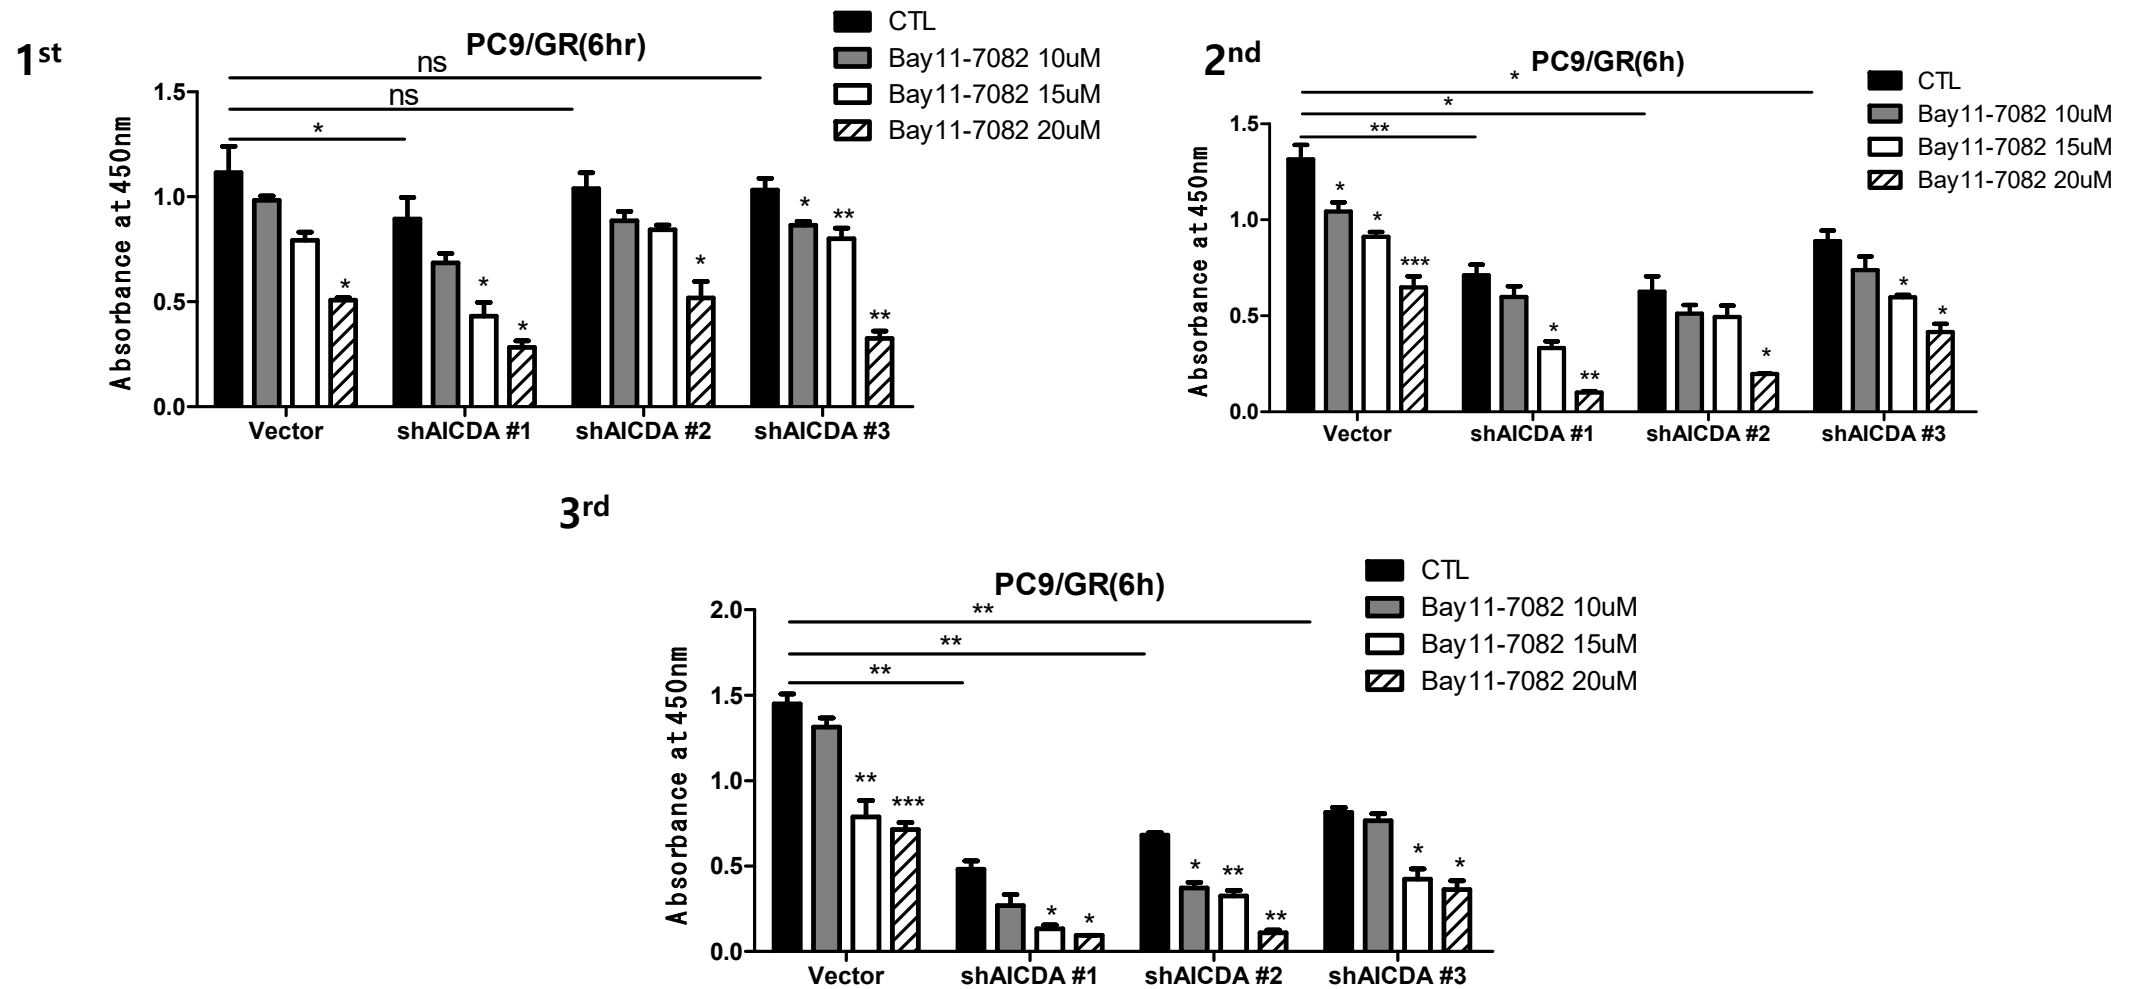 1st
PC9/GR(6hr)
CTL
Bay11-7082 10uM
Bay11-7082 15uM
Bay11-7082 20uM
ns
ns
*
Absorbance at 450nm
1.5
1.0
0.5
0.0
*
*
*
*
*
**
**
Vector
shAICDA #1
shAICDA #2
shAICDA #3
2nd
PC9/GR(6h)
CTL
Bay11-7082 10uM
Bay11-7082 15uM
Bay11-7082 20uM
*
*
**
Absorbance at 450nm
1.5
1.0
0.5
0.0
*
*
***
*
**
*
*
*
Vector
shAICDA #1
shAICDA #2
shAICDA #3
3rd
PC9/GR(6h)
CTL
Bay11-7082 10uM
Bay11-7082 15uM
Bay11-7082 20uM
**
**
**
Absorbance at 450nm
2.0
1.5
1.0
0.5
0.0
**
***
*
*
*
**
**
*
*
Vector
shAICDA #1
shAICDA #2
shAICDA #3